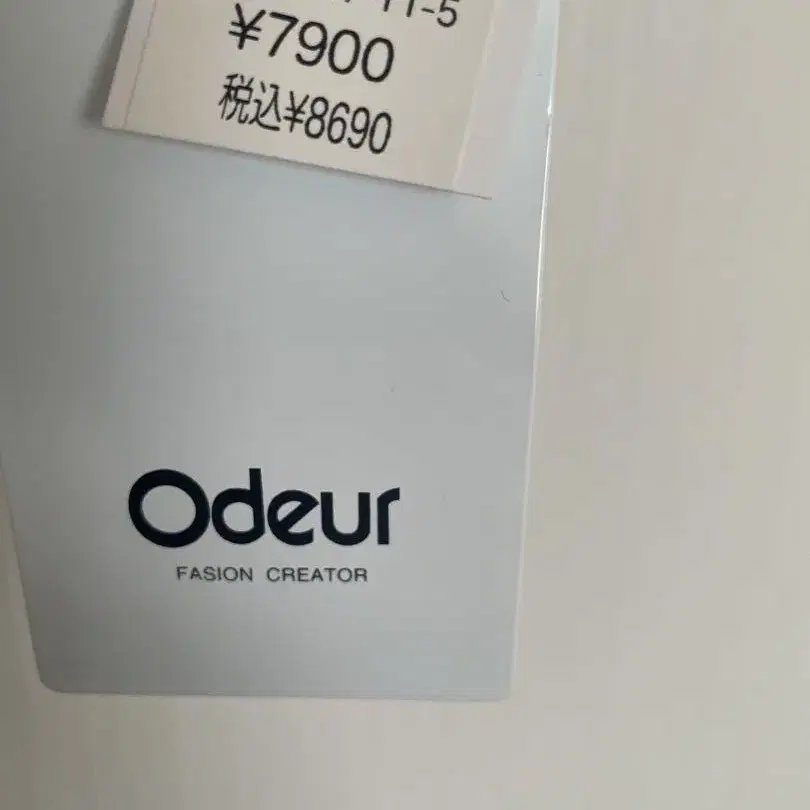 11-5
¥7900
税込¥8690
Odeur
FASION CREATOR